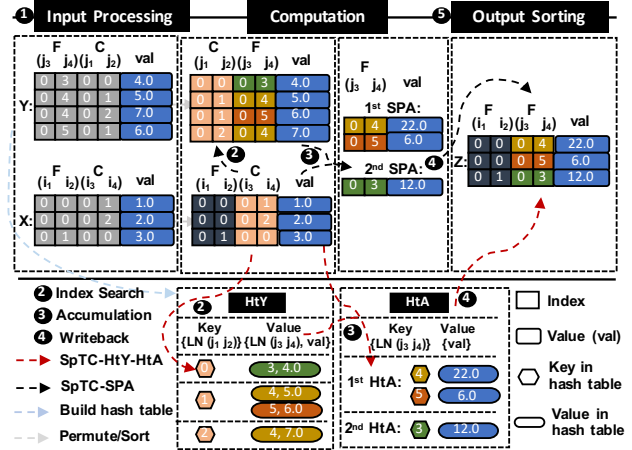 1 Input Processing Computation 5 Output Sorting
F C
(j3 j4)(j1 j2) val
Y:
0 3 0 0 4.0
0 4 0 1 5.0
0 4 0 2 7.0
0 5 0 1 6.0
F C
(i1 i2)(i3 i4) val
X:
0 0 0 1 1.0
0 0 0 2 2.0
0 1 0 0 3.0
C F
(j1 j2)(j3 j4) val
0 0 0 3 4.0
0 1 0 4 5.0
0 1 0 5 6.0
0 2 0 4 7.0
2
3
F C
(i1 i2)(i3 i4) val
0 0 0 1 1.0
0 0 0 2 2.0
0 1 0 0 3.0
F
(j3 j4) val
1st SPA:
0 4 22.0
0 5 6.0
2nd SPA: 4
0 3 12.0
F F
(i1 i2)(j3 j4) val
Z:
0 0 0 4 22.0
0 0 0 5 6.0
0 1 0 3 12.0
2 Index Search
3 Accumulation
4 Writeback
SpTC-HtY-HtA
SpTC-SPA
Build hash table
Permute/Sort
2 HtY
Key Value
{LN (j1 j2)} {LN (j3 j4), val}
0 3, 4.0
1 4, 5.0
5, 6.0
2 4, 7.0
HtA 4
3 Key Value
{LN (j3 j4)} {val}
1st HtA: 4 22.0
5 6.0
2nd HtA: 3 12.0
Index
Value (val)
Key in
hash table
Value in
hash table